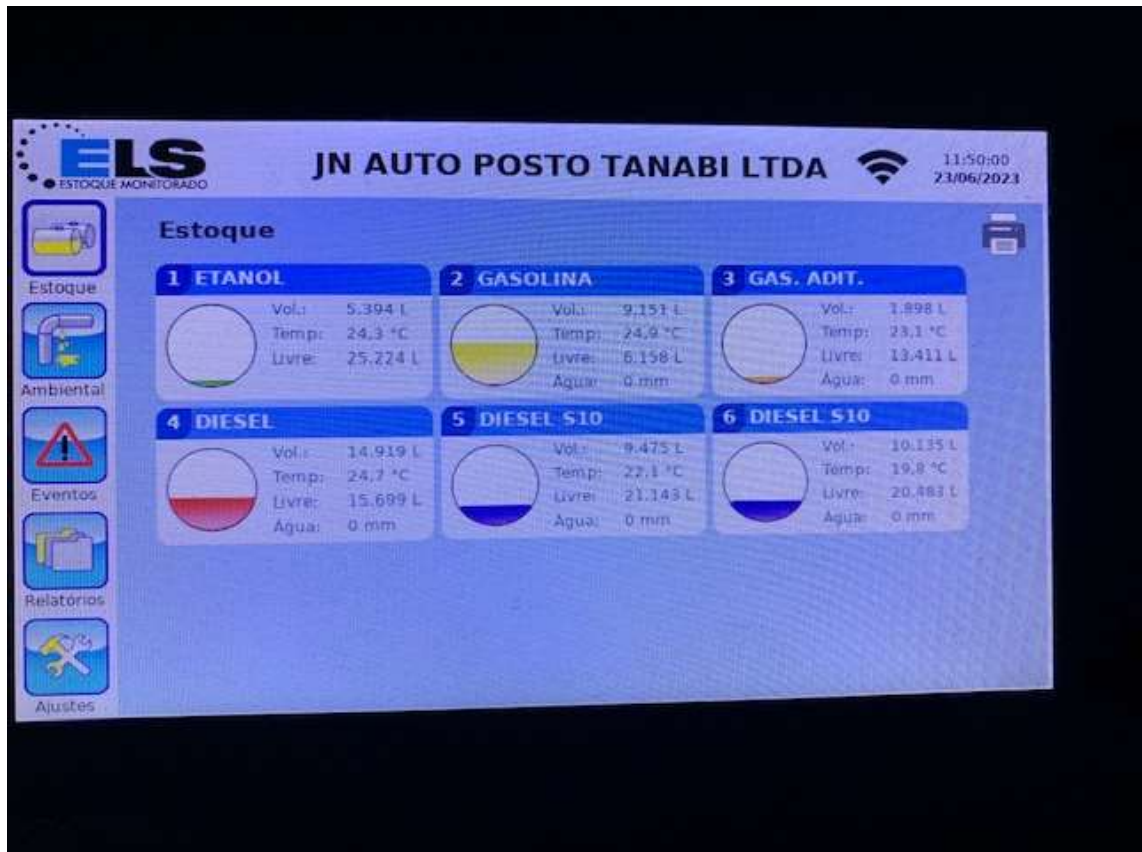 ELS
ESTOQUE MONITORADO
JN AUTO POSTO TANABI LTDA
11:50:00
23/06/2023
Estoque
Ambiental
Eventos
Relatórios
Ajustes
Estoque
1 ETANOL
Vol.: 5.394 L
Temp: 24,3 °C
Livre: 25.224 L
2 GASOLINA
Vol.: 9.151 L
Temp: 24,9 °C
Livre: 6.158 L
Água: 0 mm
3 GAS. ADIT.
Vol.: 1.898 L
Temp: 23,1 °C
Livre: 13.411 L
Água: 0 mm
4 DIESEL
Vol.: 14.919 L
Temp: 24,7 °C
Livre: 15.699 L
Água: 0 mm
5 DIESEL S10
Vol.: 9.475 L
Temp: 22,1 °C
Livre: 21.143 L
Água: 0 mm
6 DIESEL S10
Vol.: 10.135 L
Temp: 19,8 °C
Livre: 20.483 L
Água: 0 mm